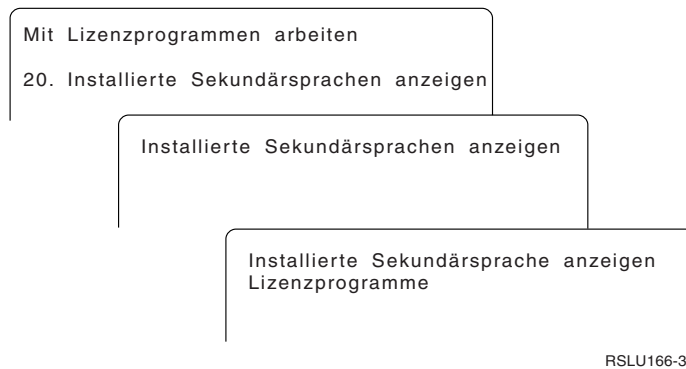 Mit Lizenzprogrammen arbeiten
20. Installierte Sekundärsprachen anzeigen
Installierte Sekundärsprachen anzeigen
Installierte Sekundärsprache anzeigen
Lizenzprogramme
RSLU166-3